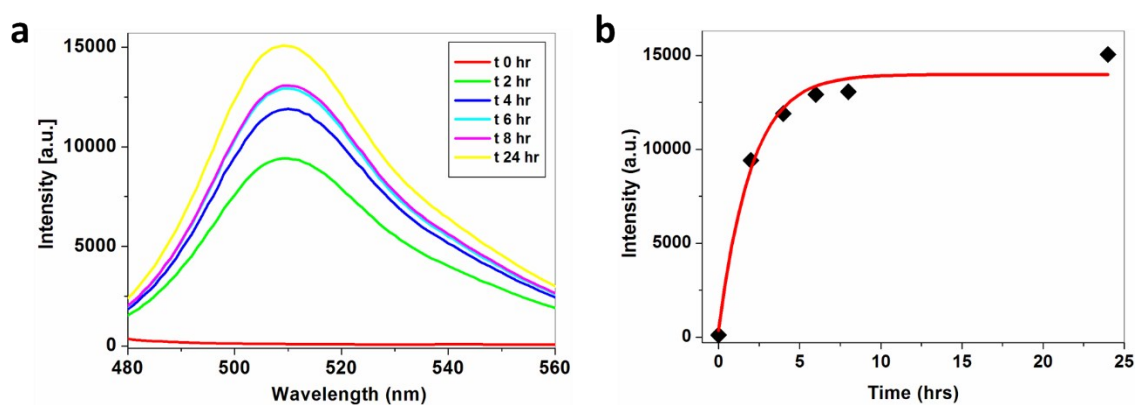 a
15000
10000
5000
0
Intensity [a.u.]
t 0 hr
t 2 hr
t 4 hr
t 6 hr
t 8 hr
t 24 hr
480
500
520
540
560
Wavelength (nm)
b
15000
10000
5000
0
Intensity (a.u.)
0
5
10
15
20
25
Time (hrs)